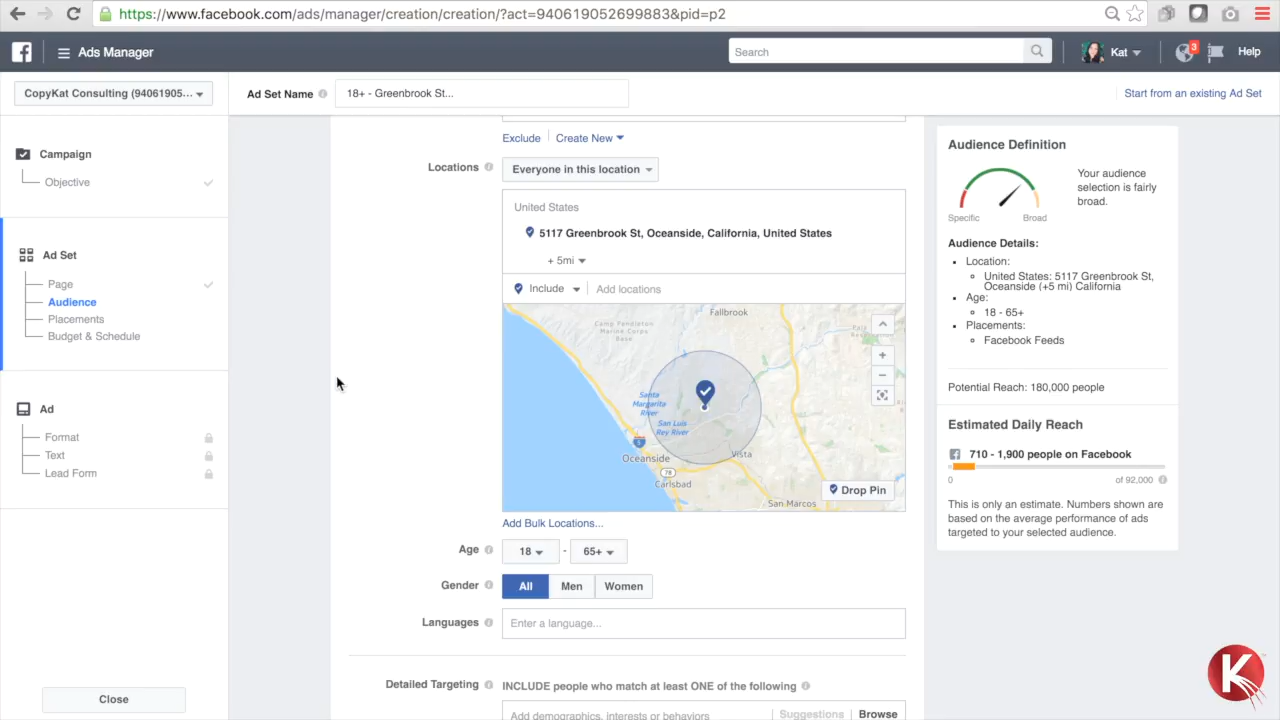 https://www.facebook.com/ads/manager/creation/creation/?act=940619052699883&pid=p2
Ads Manager
Search
Kat
3
Help
CopyKat Consulting (94061905...
Ad Set Name
18+ - Greenbrook St...
Start from an existing Ad Set
Campaign
Objective
Ad Set
Page
Audience
Placements
Budget & Schedule
Ad
Format
Text
Lead Form
Close
Exclude
Create New
Locations
Everyone in this location
United States
5117 Greenbrook St, Oceanside, California, United States
+ 5mi
Include
Add locations
Fallbrook
Camp Pendleton
Marine Corps
Base
Santa
Margarita
River
San Luis
Rey River
5
Oceanside
Vista
78
Carlsbad
San Marcos
+
−
Drop Pin
Add Bulk Locations...
Age
18
-
65+
Gender
All
Men
Women
Languages
Enter a language...
Detailed Targeting
INCLUDE people who match at least ONE of the following
Add demographics, interests or behaviors
Suggestions
Browse
Audience Definition
Your audience
selection is fairly
broad.
Specific
Broad
Audience Details:
Location:
United States: 5117 Greenbrook St,
Oceanside (+5 mi) California
Age:
18 - 65+
Placements:
Facebook Feeds
Potential Reach: 180,000 people
Estimated Daily Reach
710 - 1,900 people on Facebook
0
of 92,000
This is only an estimate. Numbers shown are
based on the average performance of ads
targeted to your selected audience.
K